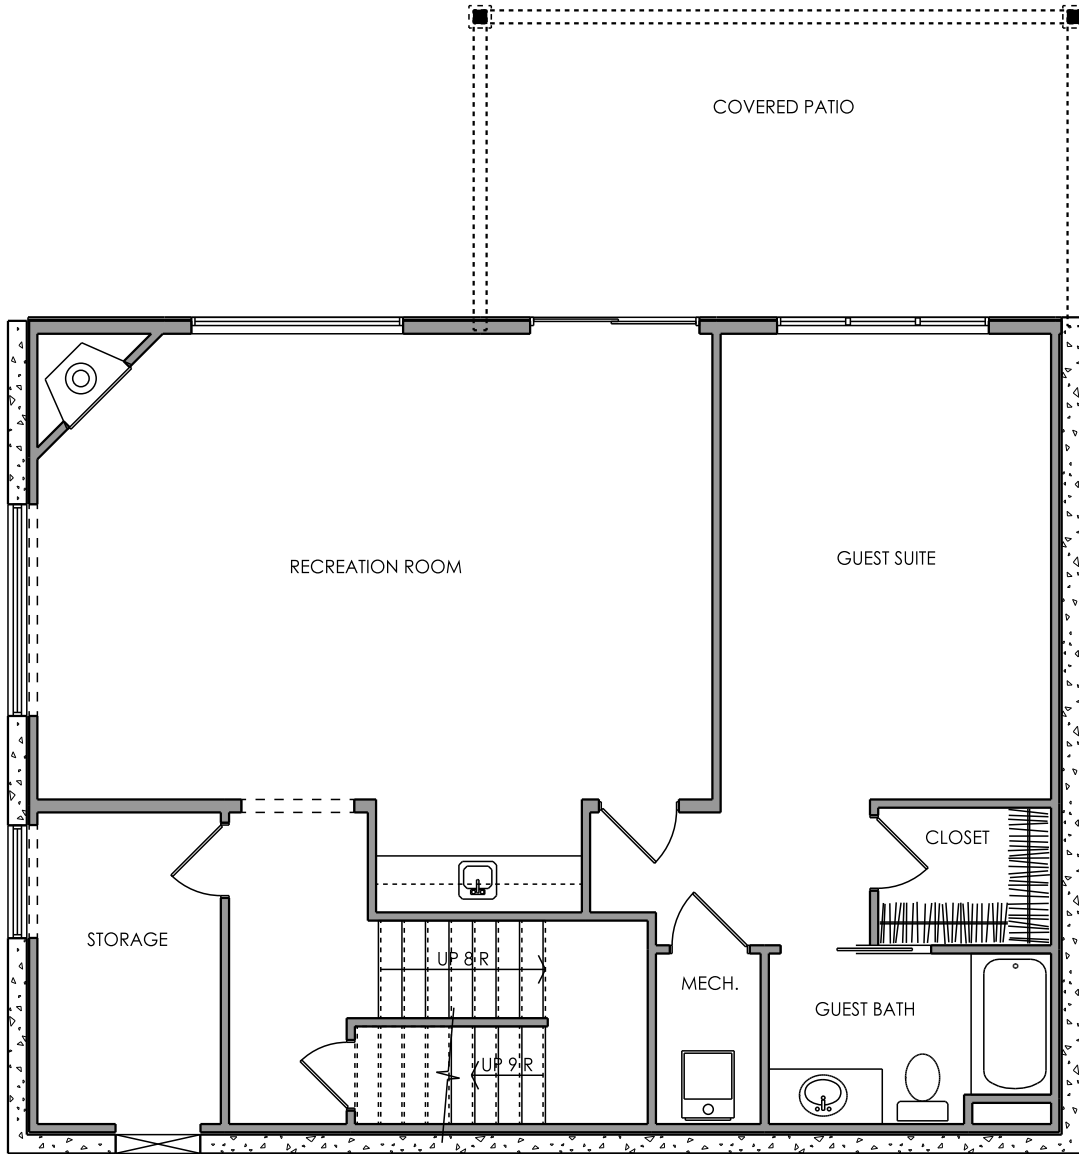 COVERED PATIO
RECREATION ROOM
GUEST SUITE
CLOSET
STORAGE
UP 8 R
MECH.
GUEST BATH
UP 9 R